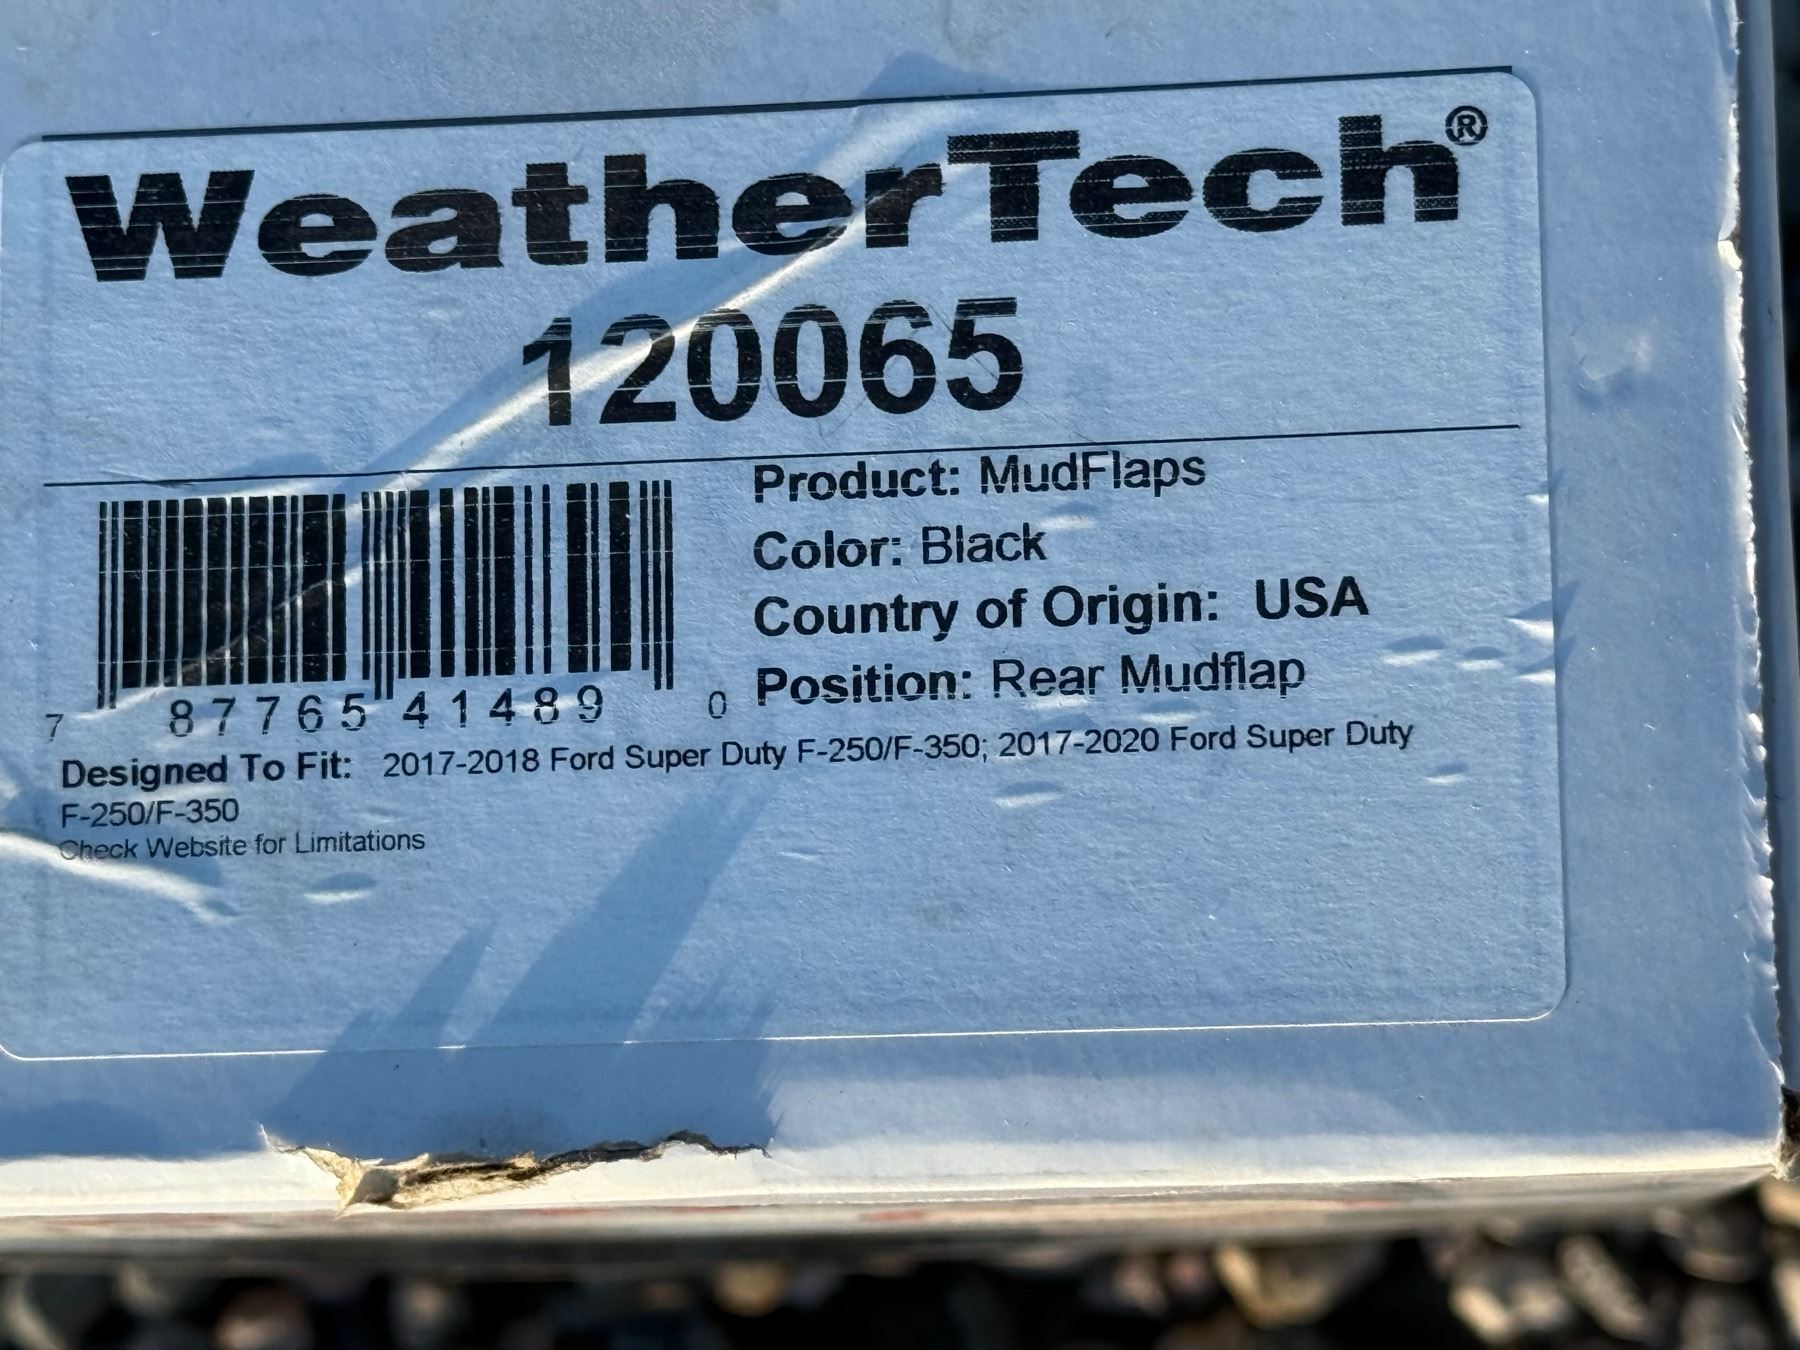 WeatherTech®
120065
Product: MudFlaps
Color: Black
Country of Origin: USA
Position: Rear Mudflap
7 87765 41489 0
Designed To Fit: 2017-2018 Ford Super Duty F-250/F-350; 2017-2020 Ford Super Duty
F-250/F-350
Check Website for Limitations